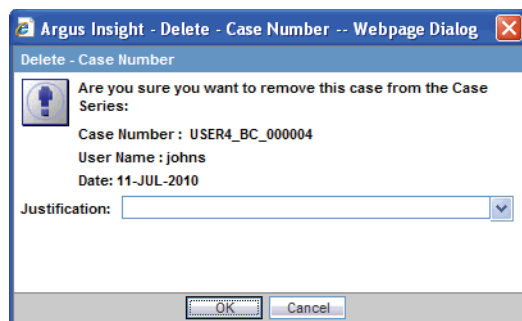 Argus Insight - Delete - Case Number -- Webpage Dialog
Delete - Case Number
Are you sure you want to remove this case from the Case
Series:
Case Number : USER4_BC_000004
User Name : johns
Date: 11-JUL-2010
Justification:
OK Cancel